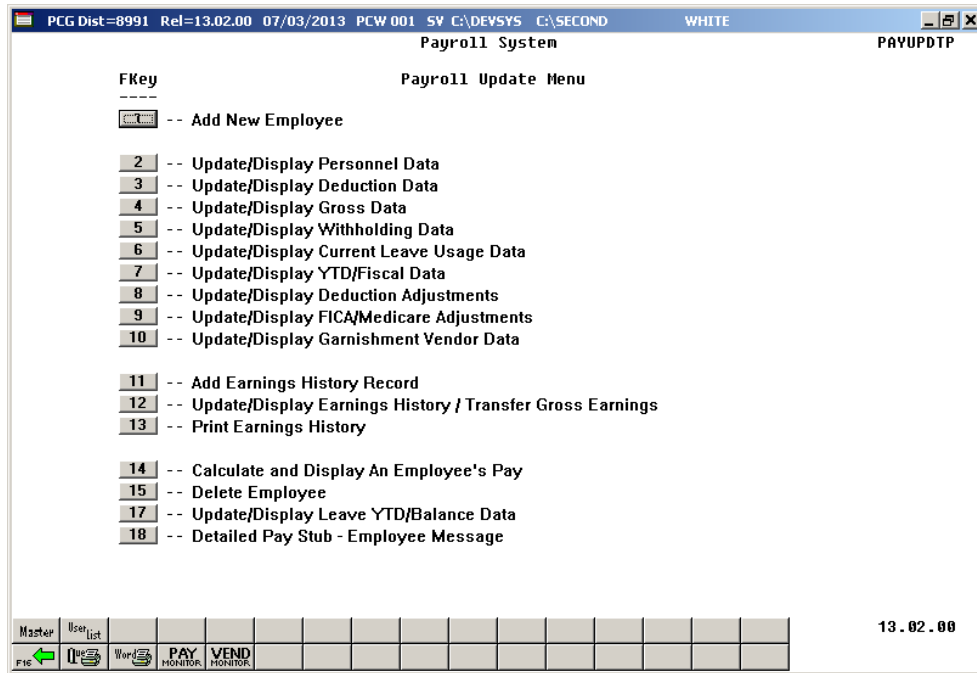 PCG Dist=8991 Rel=13.02.00 07/03/2013 PCW 001 SV C:\DEVSYS C:\SECOND WHITE
Payroll System PAYUPDTP
FKey Payroll Update Menu
----
1 -- Add New Employee
2 -- Update/Display Personnel Data
3 -- Update/Display Deduction Data
4 -- Update/Display Gross Data
5 -- Update/Display Withholding Data
6 -- Update/Display Current Leave Usage Data
7 -- Update/Display YTD/Fiscal Data
8 -- Update/Display Deduction Adjustments
9 -- Update/Display FICA/Medicare Adjustments
10 -- Update/Display Garnishment Vendor Data
11 -- Add Earnings History Record
12 -- Update/Display Earnings History / Transfer Gross Earnings
13 -- Print Earnings History
14 -- Calculate and Display An Employee's Pay
15 -- Delete Employee
17 -- Update/Display Leave YTD/Balance Data
18 -- Detailed Pay Stub - Employee Message
Master User List 13.02.00
F16 Que Word PAY MONITOR VEND MONITOR